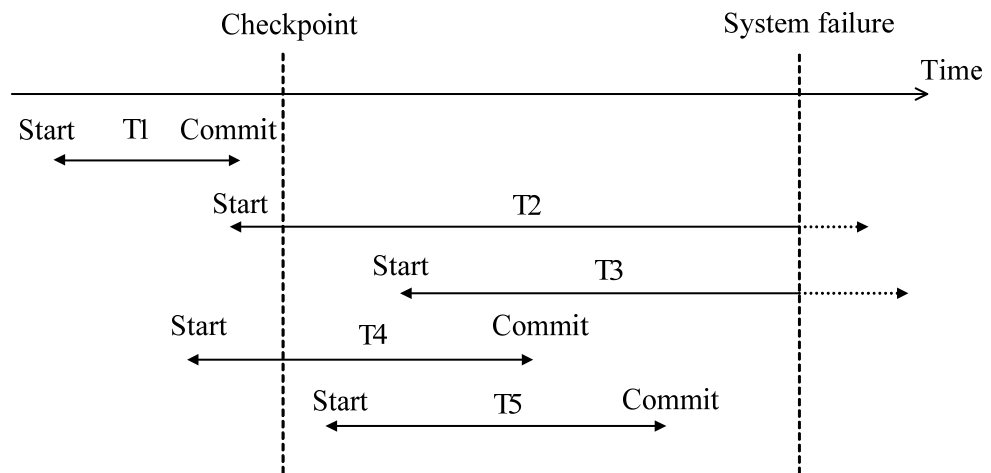 Checkpoint System failure
Time
Start T1 Commit
Start T2
Start T3
Start T4 Commit
Start T5 Commit